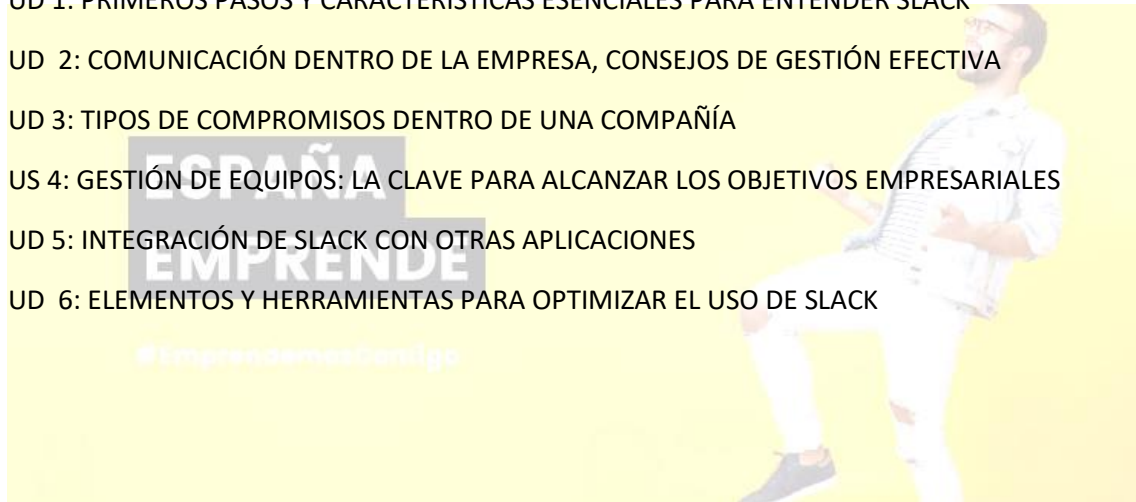 UD 1: PRIMEROS PASOS Y CARACTERÍSTICAS ESENCIALES PARA ENTENDER SLACK
UD 2: COMUNICACIÓN DENTRO DE LA EMPRESA, CONSEJOS DE GESTIÓN EFECTIVA
UD 3: TIPOS DE COMPROMISOS DENTRO DE UNA COMPAÑÍA
ESPAÑA
US 4: GESTIÓN DE EQUIPOS: LA CLAVE PARA ALCANZAR LOS OBJETIVOS EMPRESARIALES
UD 5: INTEGRACIÓN DE SLACK CON OTRAS APLICACIONES
EMPRENDE
UD 6: ELEMENTOS Y HERRAMIENTAS PARA OPTIMIZAR EL USO DE SLACK
#EmprendemosContigo